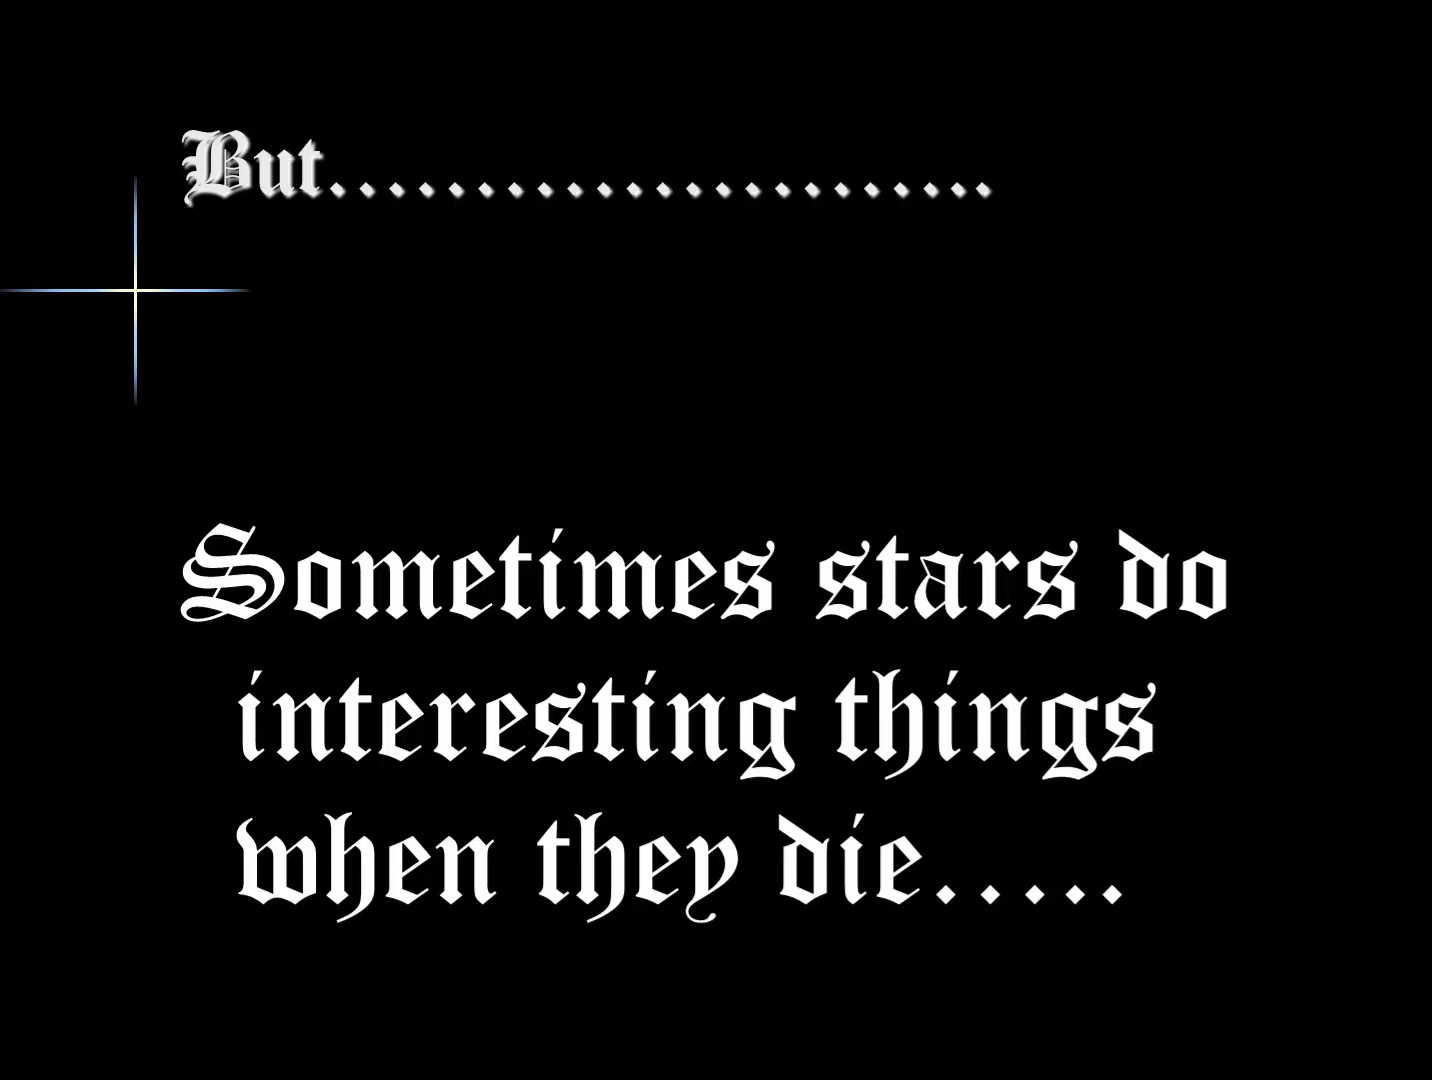 But.......................
Sometimes stars do
interesting things
when they die.....